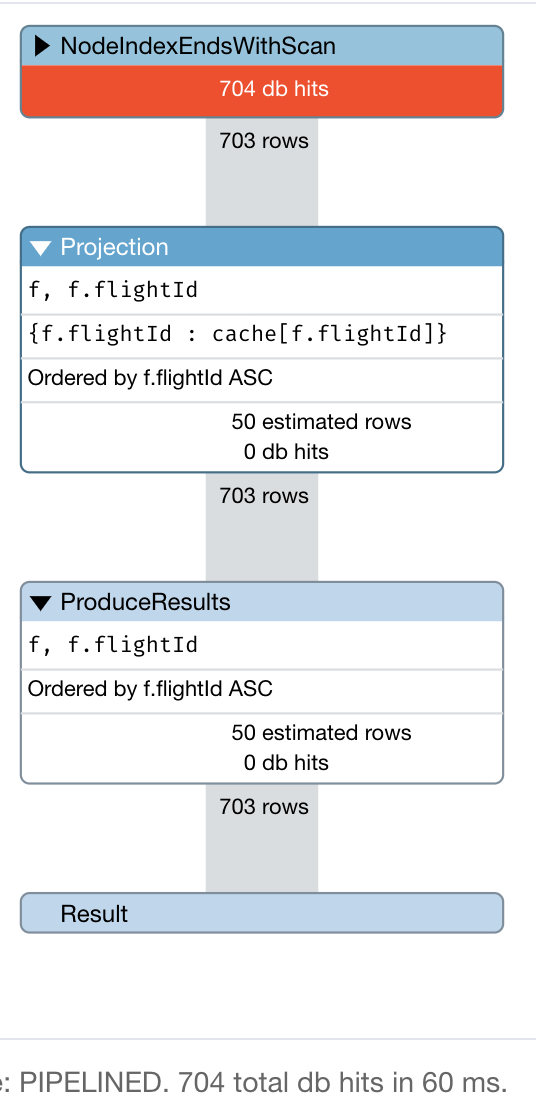 NodeIndexEndsWithScan
704 db hits
703 rows
Projection
f, f.flightId
{f.flightId : cache[f.flightId]}
Ordered by f.flightId ASC
50 estimated rows
0 db hits
703 rows
ProduceResults
f, f.flightId
Ordered by f.flightId ASC
50 estimated rows
0 db hits
703 rows
Result
: PIPELINED. 704 total db hits in 60 ms.